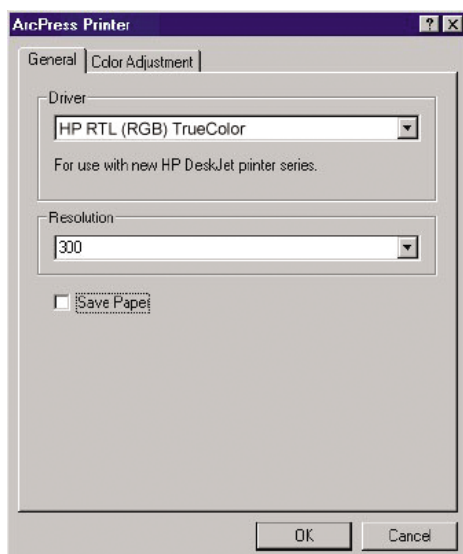 ArcPress Printer
General Color Adjustment
Driver
HP RTL (RGB) TrueColor
For use with new HP DeskJet printer series.
Resolution
300
Save Paper
OK Cancel